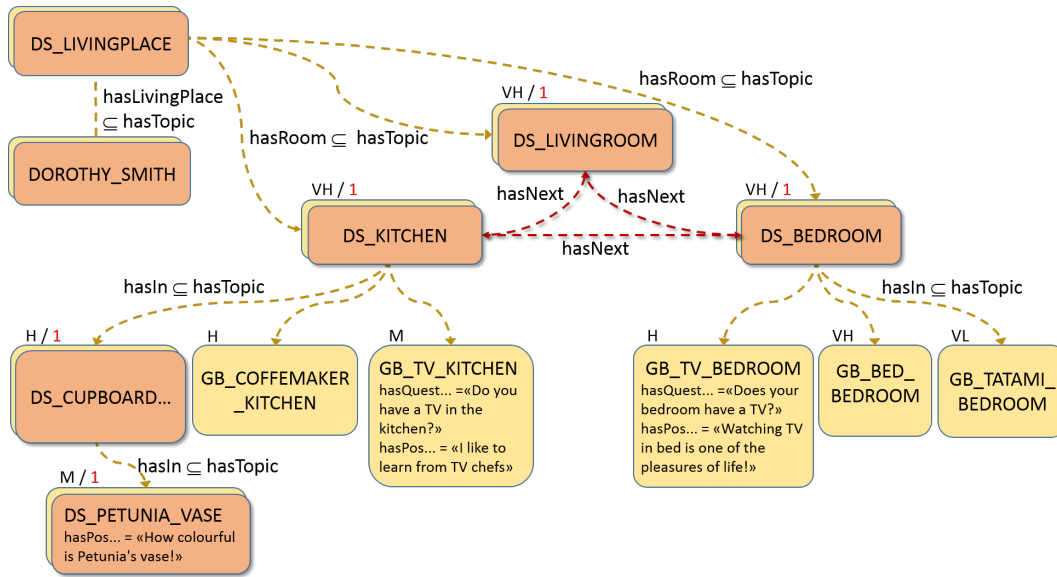 DS_LIVINGPLACE
hasLivingPlace
⊆ hasTopic
DOROTHY_SMITH
hasRoom ⊆ hasTopic
VH / 1
DS_LIVINGROOM
hasRoom ⊆ hasTopic
VH / 1
DS_KITCHEN
hasNext
hasNext
hasNext
VH / 1
DS_BEDROOM
hasIn ⊆ hasTopic
hasIn ⊆ hasTopic
H / 1
DS_CUPBOARD...
H
GB_COFFEMAKER
_KITCHEN
M
GB_TV_KITCHEN
hasQuest... =«Do you
have a TV in the
kitchen?»
hasPos... = «I like to
learn from TV chefs»
H
GB_TV_BEDROOM
hasQuest... =«Does your
bedroom have a TV?»
hasPos... = «Watching TV
in bed is one of the
pleasures of life!»
VH
GB_BED_
BEDROOM
VL
GB_TATAMI_
BEDROOM
hasIn ⊆ hasTopic
M / 1
DS_PETUNIA_VASE
hasPos... = «How colourful
is Petunia's vase!»